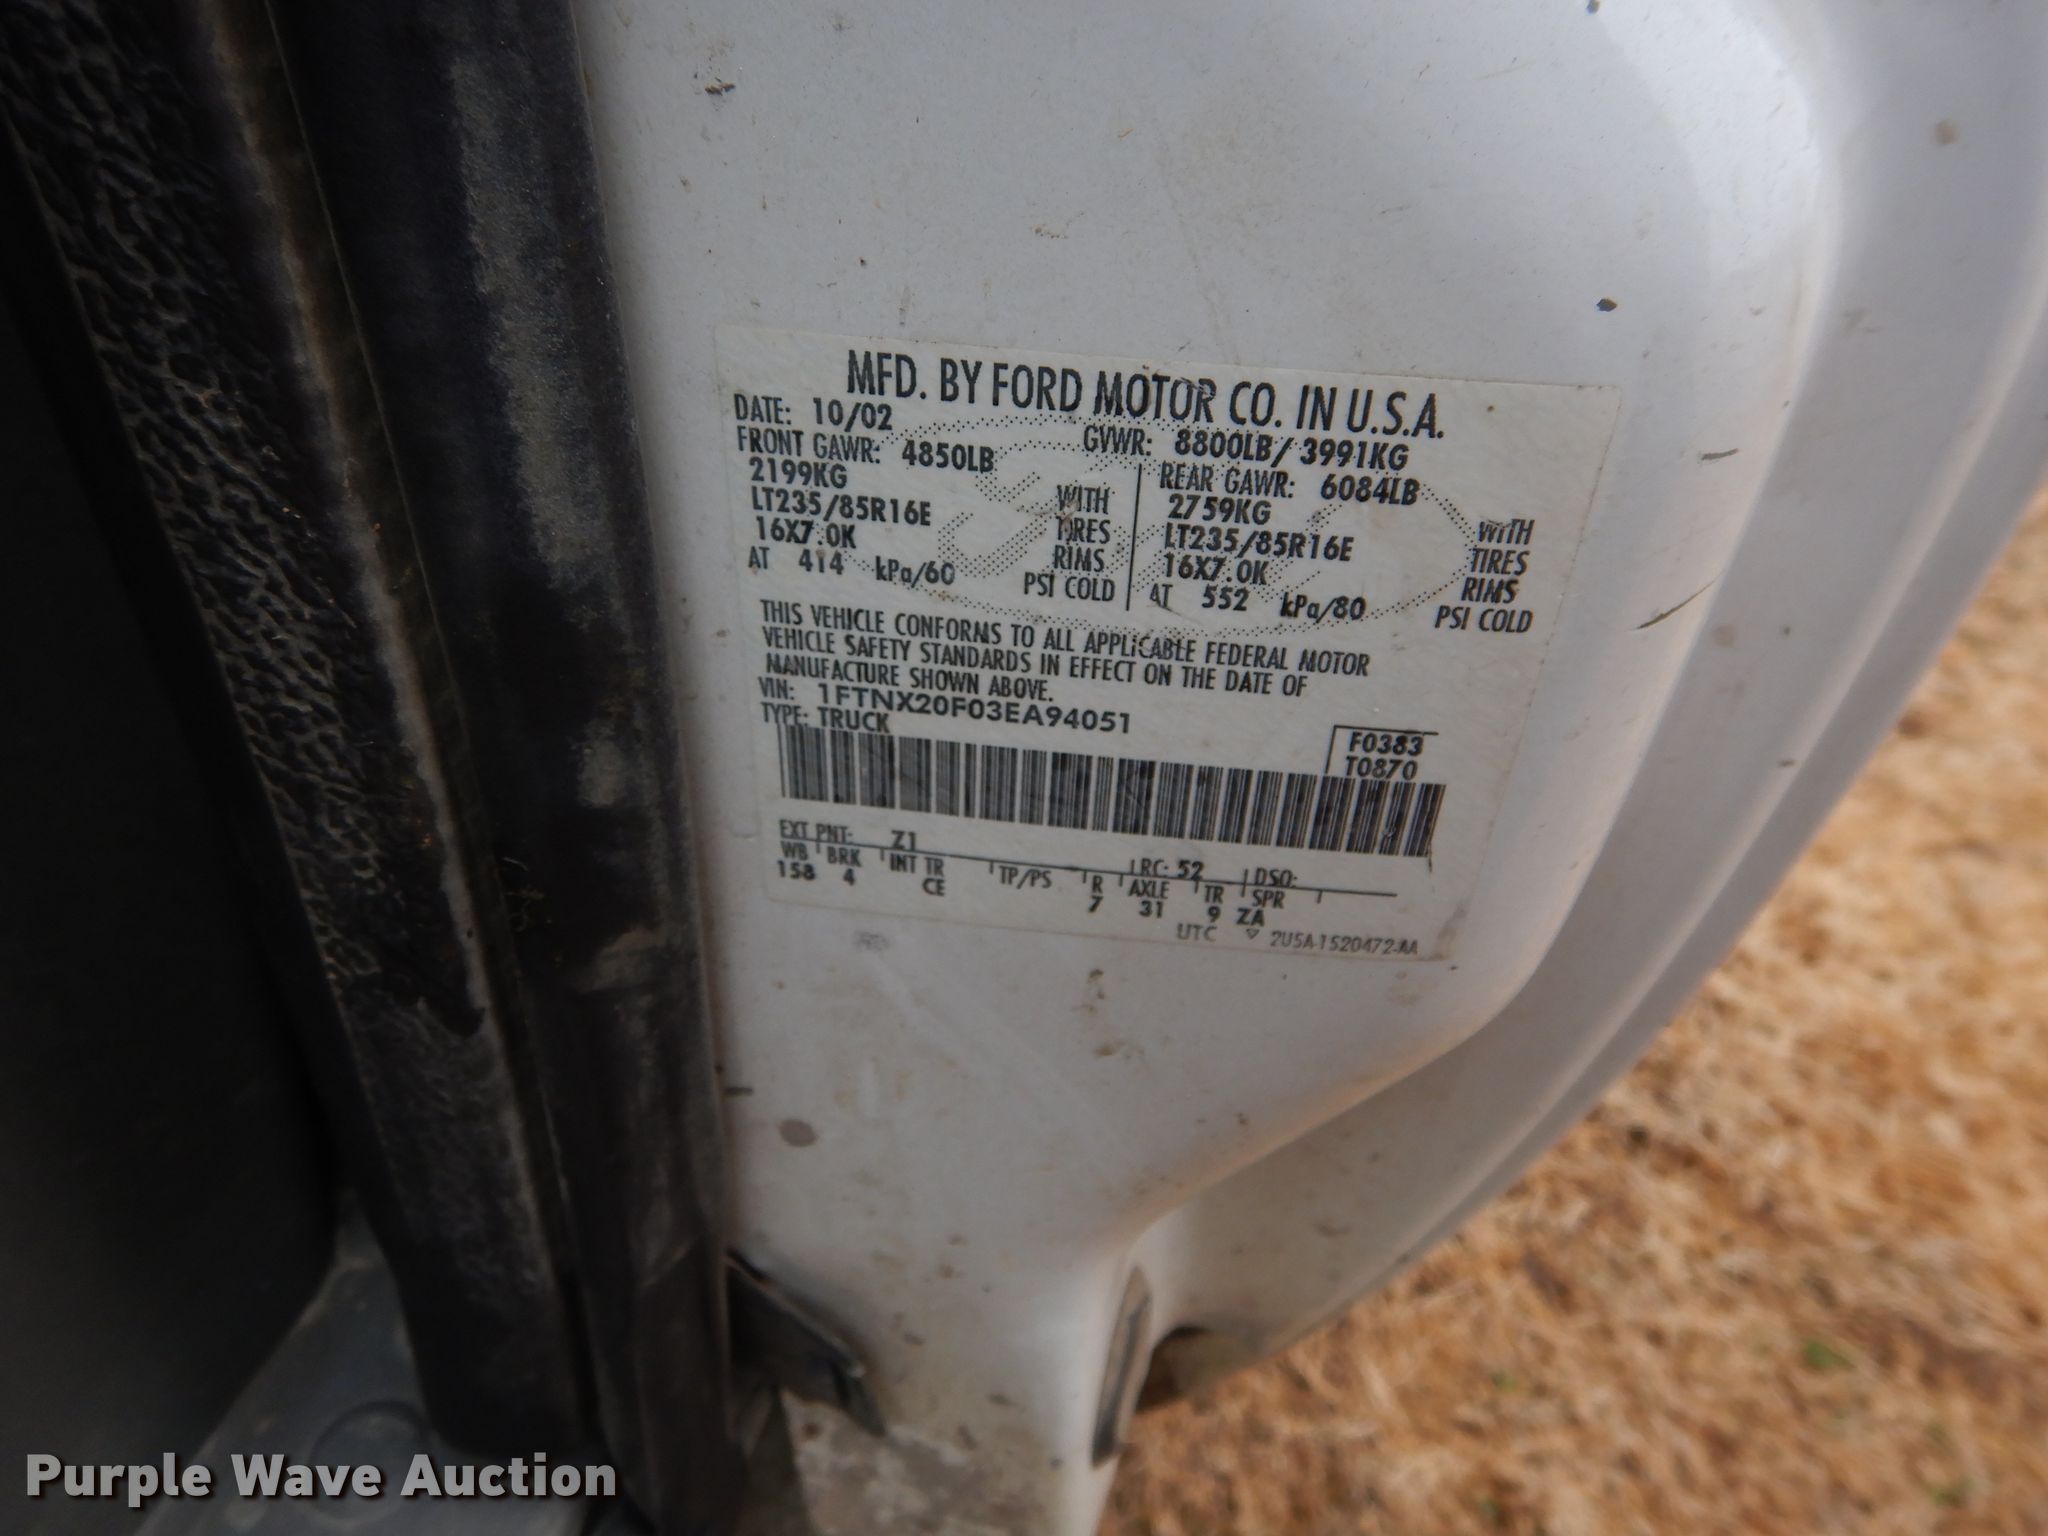 MFD. BY FORD MOTOR CO. IN U.S.A.
DATE: 10/02 GVWR: 8800LB/ 3991KG
FRONT GAWR: 4850LB REAR GAWR: 6084LB
2199KG WITH 2759KG WITH
LT235/85R16E TIRES LT235/85R16E TIRES
16X7.0K RIMS 16X7.0K RIMS
AT 414 kPa/60 PSI COLD AT 552 kPa/80 PSI COLD
THIS VEHICLE CONFORMS TO ALL APPLICABLE FEDERAL MOTOR
VEHICLE SAFETY STANDARDS IN EFFECT ON THE DATE OF
MANUFACTURE SHOWN ABOVE.
VIN: 1FTNX20F03EA94051
TYPE: TRUCK
F0383
T0870
EXT PNT: Z1 RC: 52 DSO:
WB BRK INT TR TP/PS R AXLE TR SPR
158 4 CE 7 31 9 ZA
UTC ▽ 2U5A-1520472-AA
Purple Wave Auction